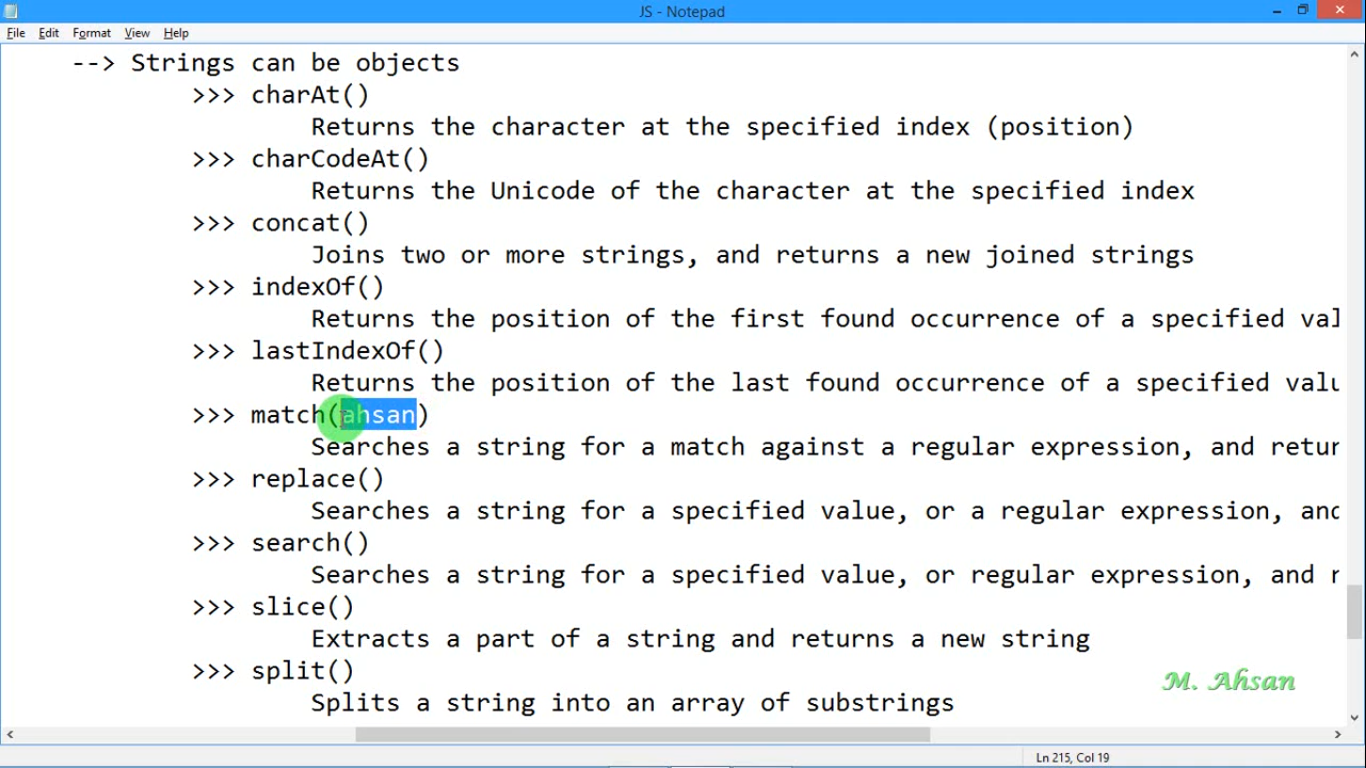 JS - Notepad
File Edit Format View Help
--> Strings can be objects
>>> charAt()
Returns the character at the specified index (position)
>>> charCodeAt()
Returns the Unicode of the character at the specified index
>>> concat()
Joins two or more strings, and returns a new joined strings
>>> indexOf()
Returns the position of the first found occurrence of a specified val
>>> lastIndexOf()
Returns the position of the last found occurrence of a specified valu
>>> match(ahsan)
Searches a string for a match against a regular expression, and retur
>>> replace()
Searches a string for a specified value, or a regular expression, and
>>> search()
Searches a string for a specified value, or regular expression, and r
>>> slice()
Extracts a part of a string and returns a new string
>>> split()
Splits a string into an array of substrings
M. Ahsan
Ln 215, Col 19